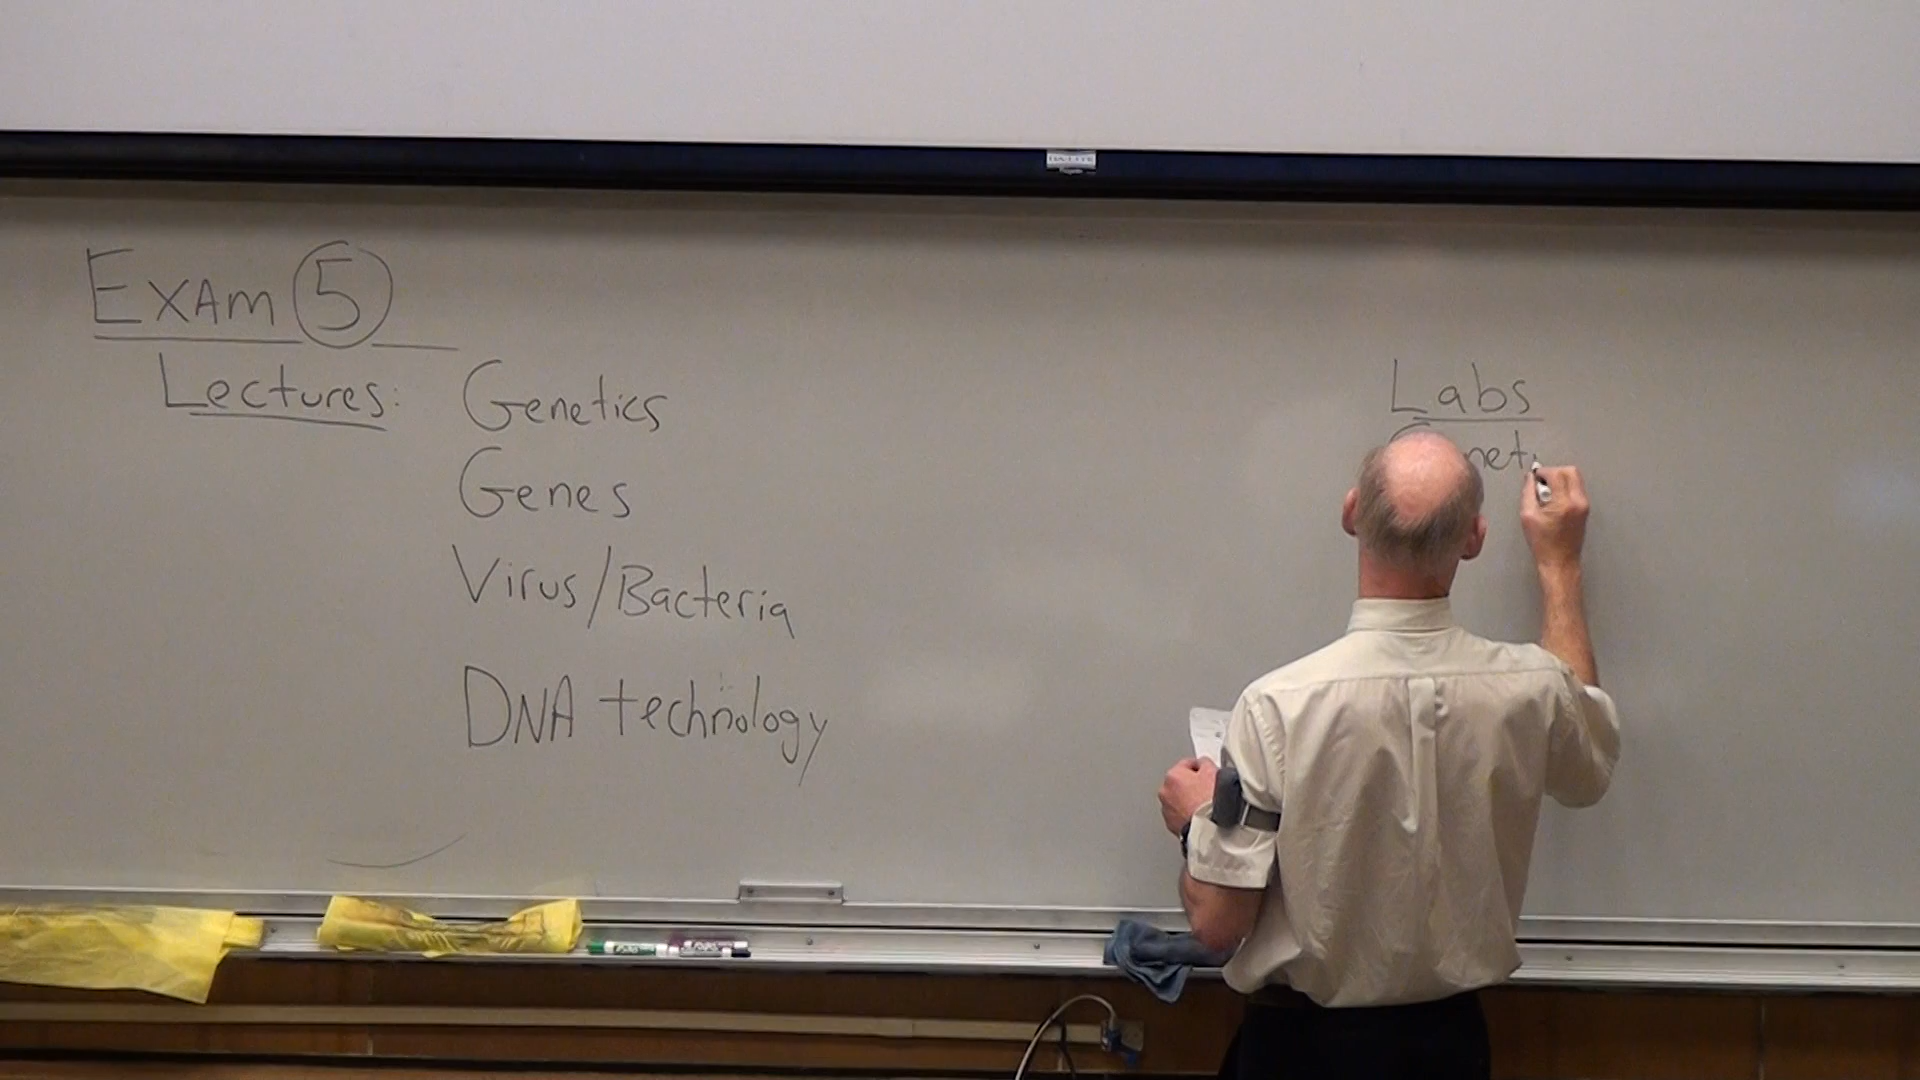 Exam 5
Lectures: Genetics
Genes
Virus/Bacteria
DNA technology
Labs